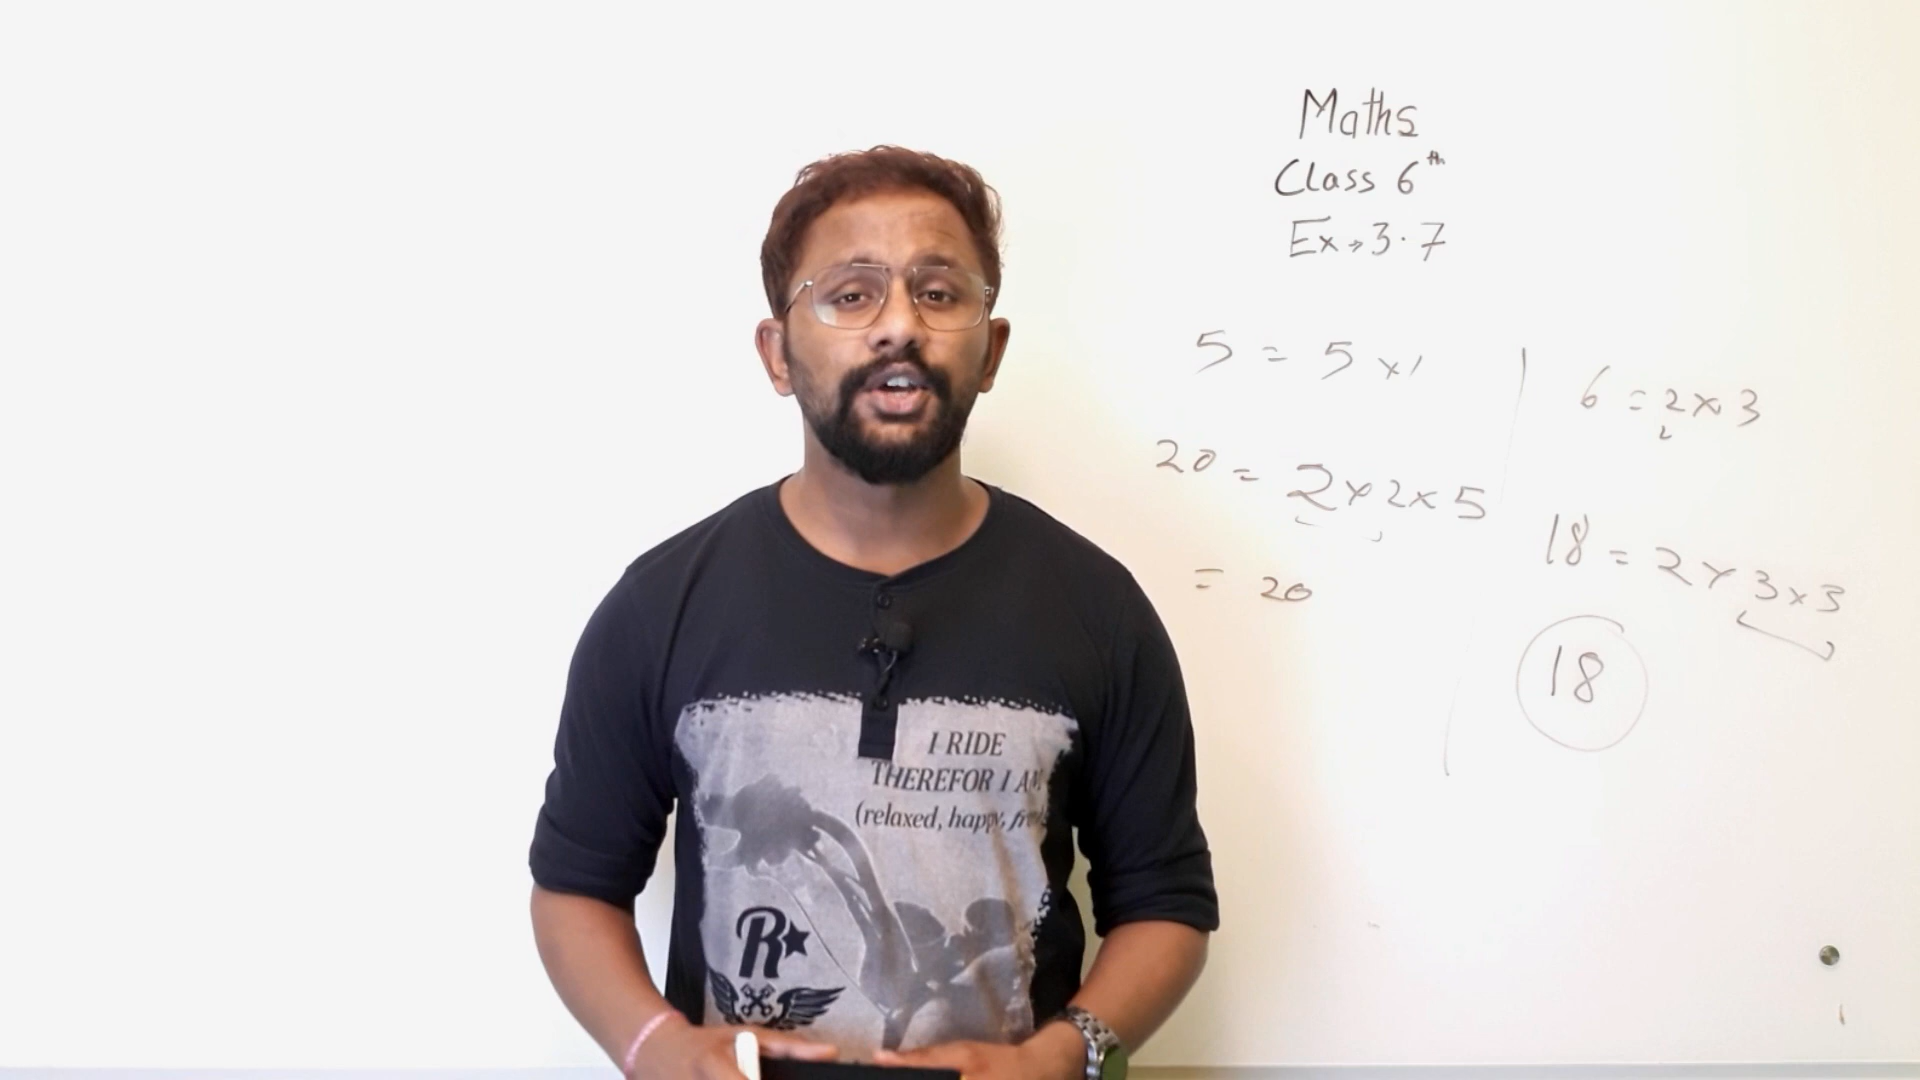 Maths
Class 6th
Ex → 3.7
5 = 5 x 1
20 = 2 x 2 x 5
= 20
6 = 2 x 3
18 = 2 x 3 x 3
18
I RIDE
THEREFOR I AM
(relaxed, happy,
R